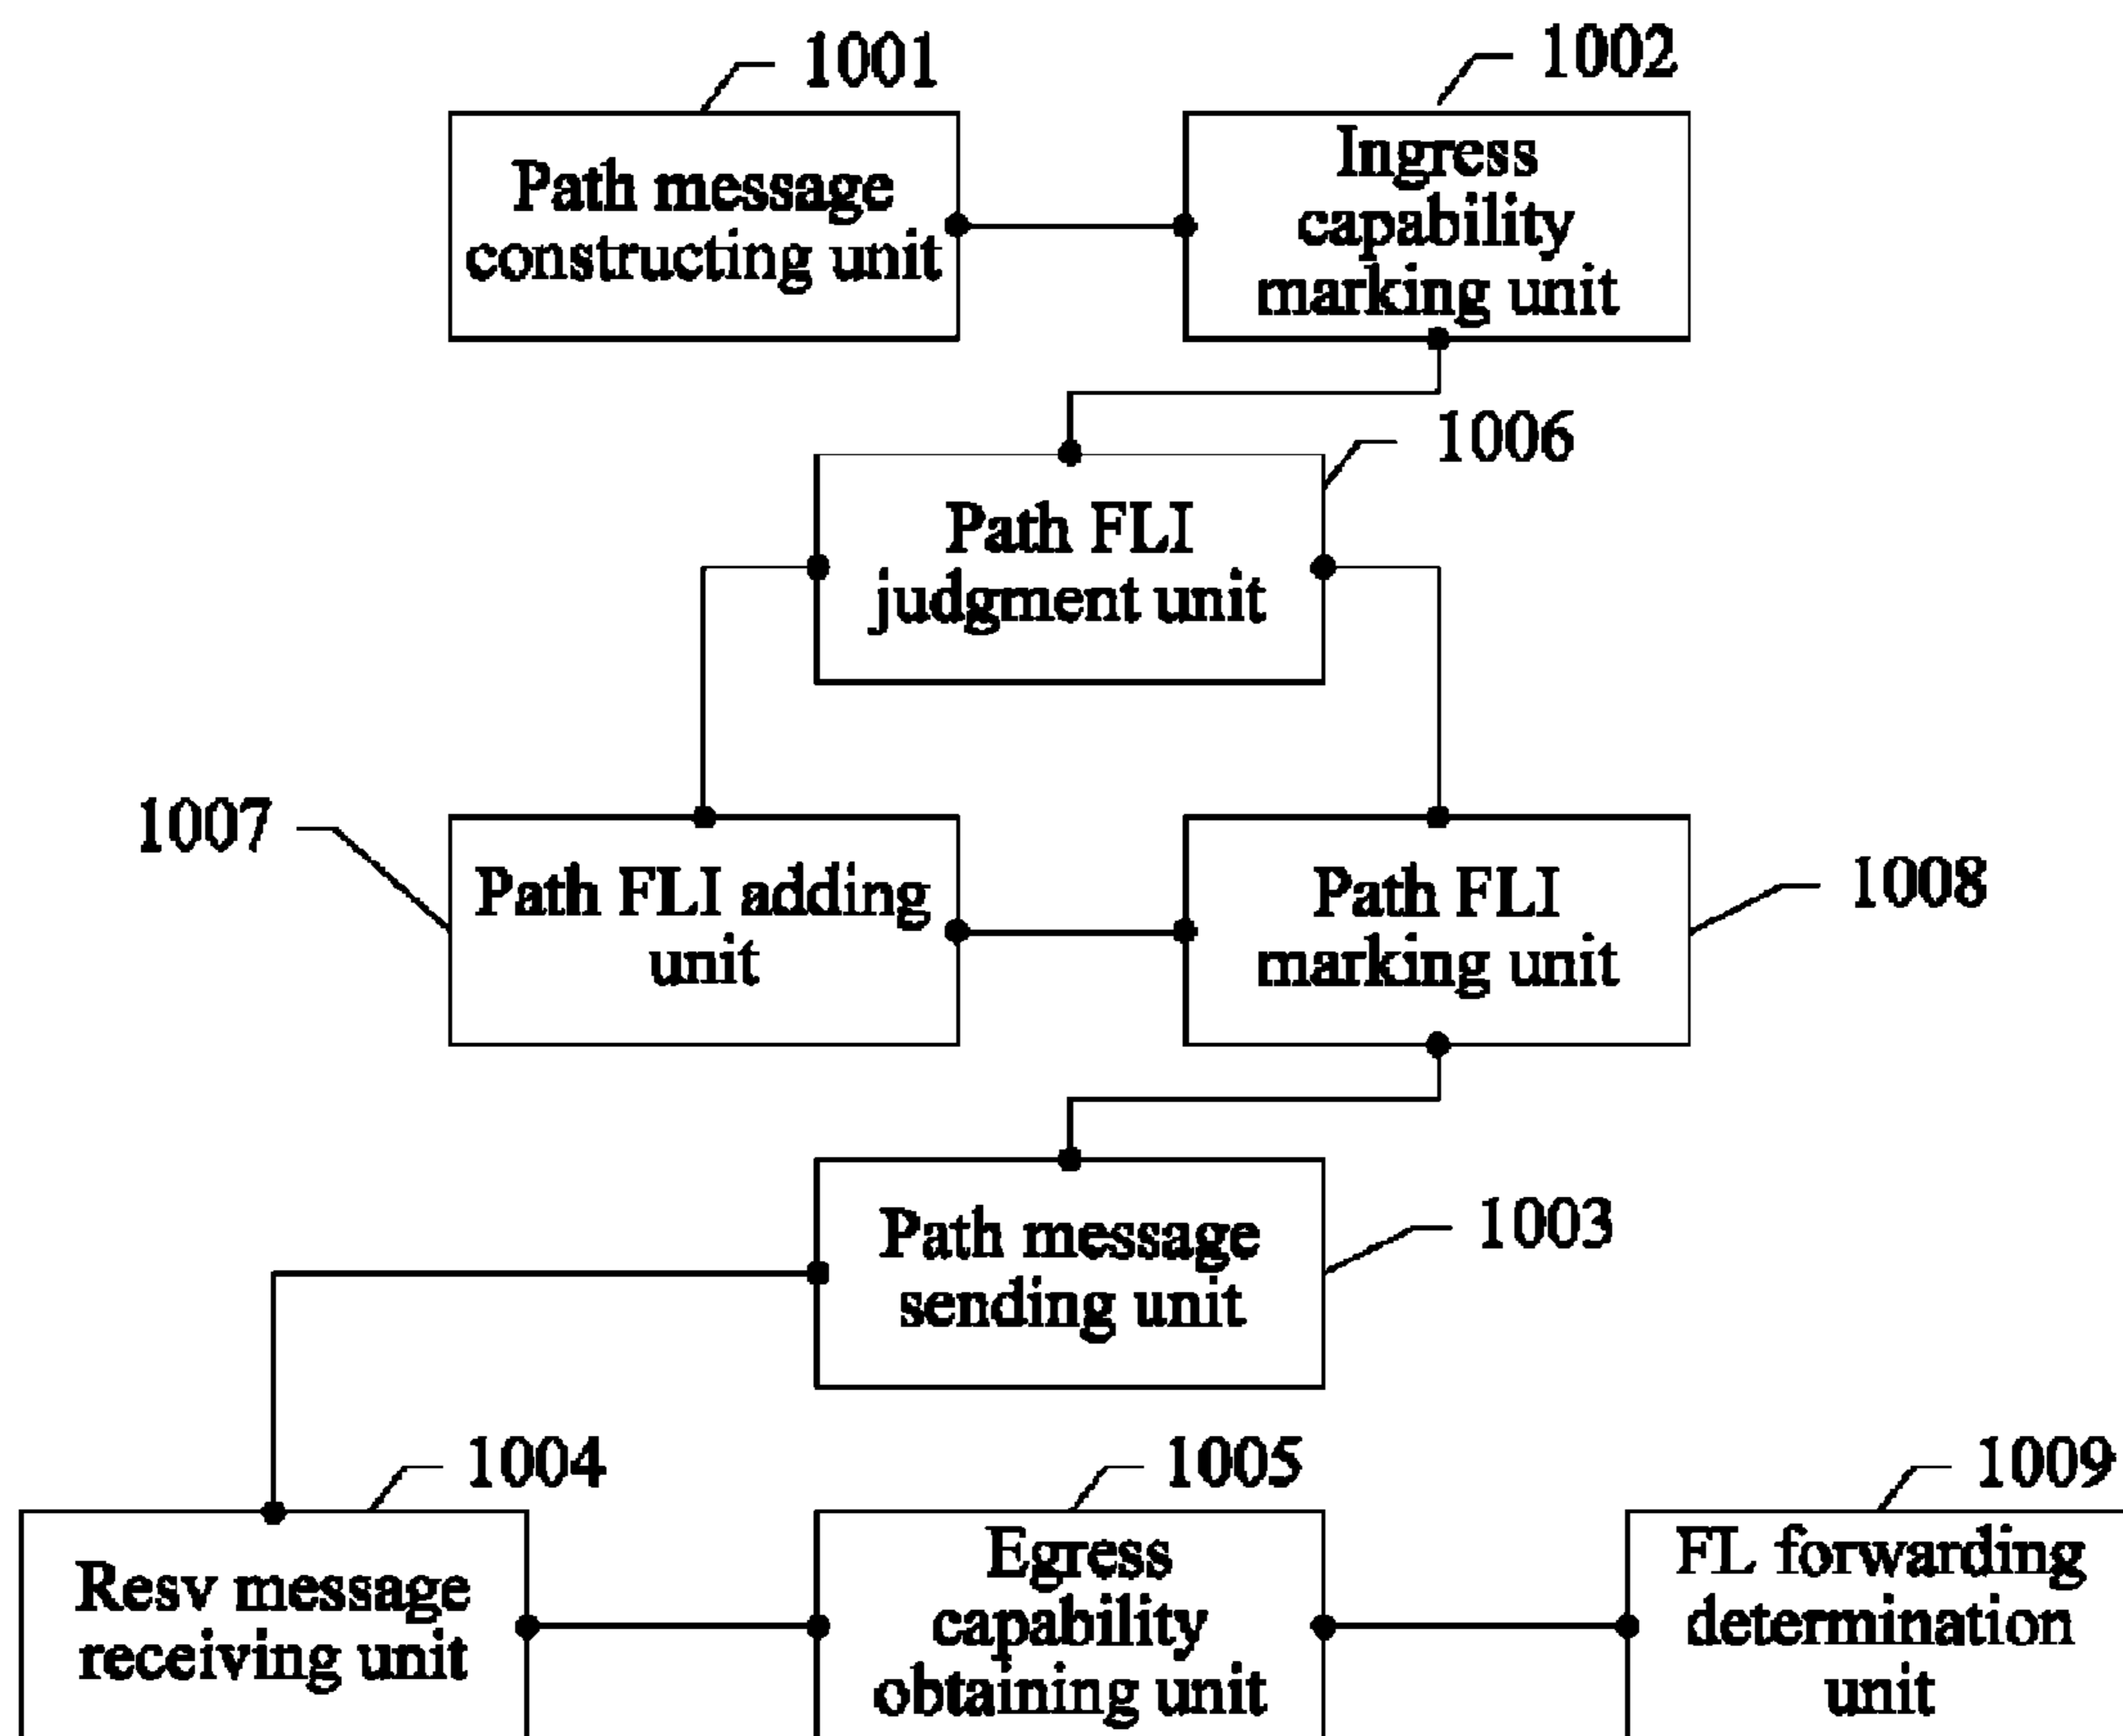 1001
1002
Path message
constructing unit
Ingress
capability
marking unit
1006
Path FLI
judgment unit
1007
Path FLI adding
unit
Path FLI
marking unit
1008
Path message
sending unit
1003
1004
1005
1009
Resv message
receiving unit
Egress
capability
obtaining unit
FL forwarding
determination
unit